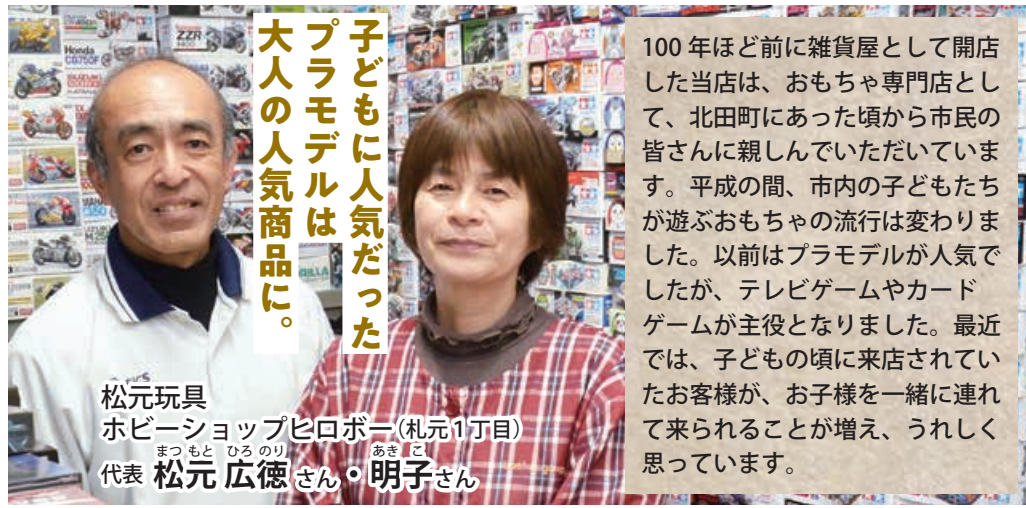 子どもに人気だった
プラモデルは
大人の人気商品に。
100 年ほど前に雑貨屋として開店
した当店は、おもちゃ専門店とし
て、北田町にあった頃から市民の
皆さんに親しんでいただいていま
す。平成の間、市内の子どもたち
が遊ぶおもちゃの流行は変わりま
した。以前はプラモデルが人気で
したが、テレビゲームやカード
ゲームが主役となりました。最近
では、子どもの頃に来店されてい
たお客様が、お子様を一緒に連れ
て来られることが増え、うれしく
思っています。
松元玩具
ホビーショップヒロボー（札元１丁目）
まつ もと ひろ のり あき こ
代表 松元 広徳 さん・明子さん
ZZR
Honda
CB750F